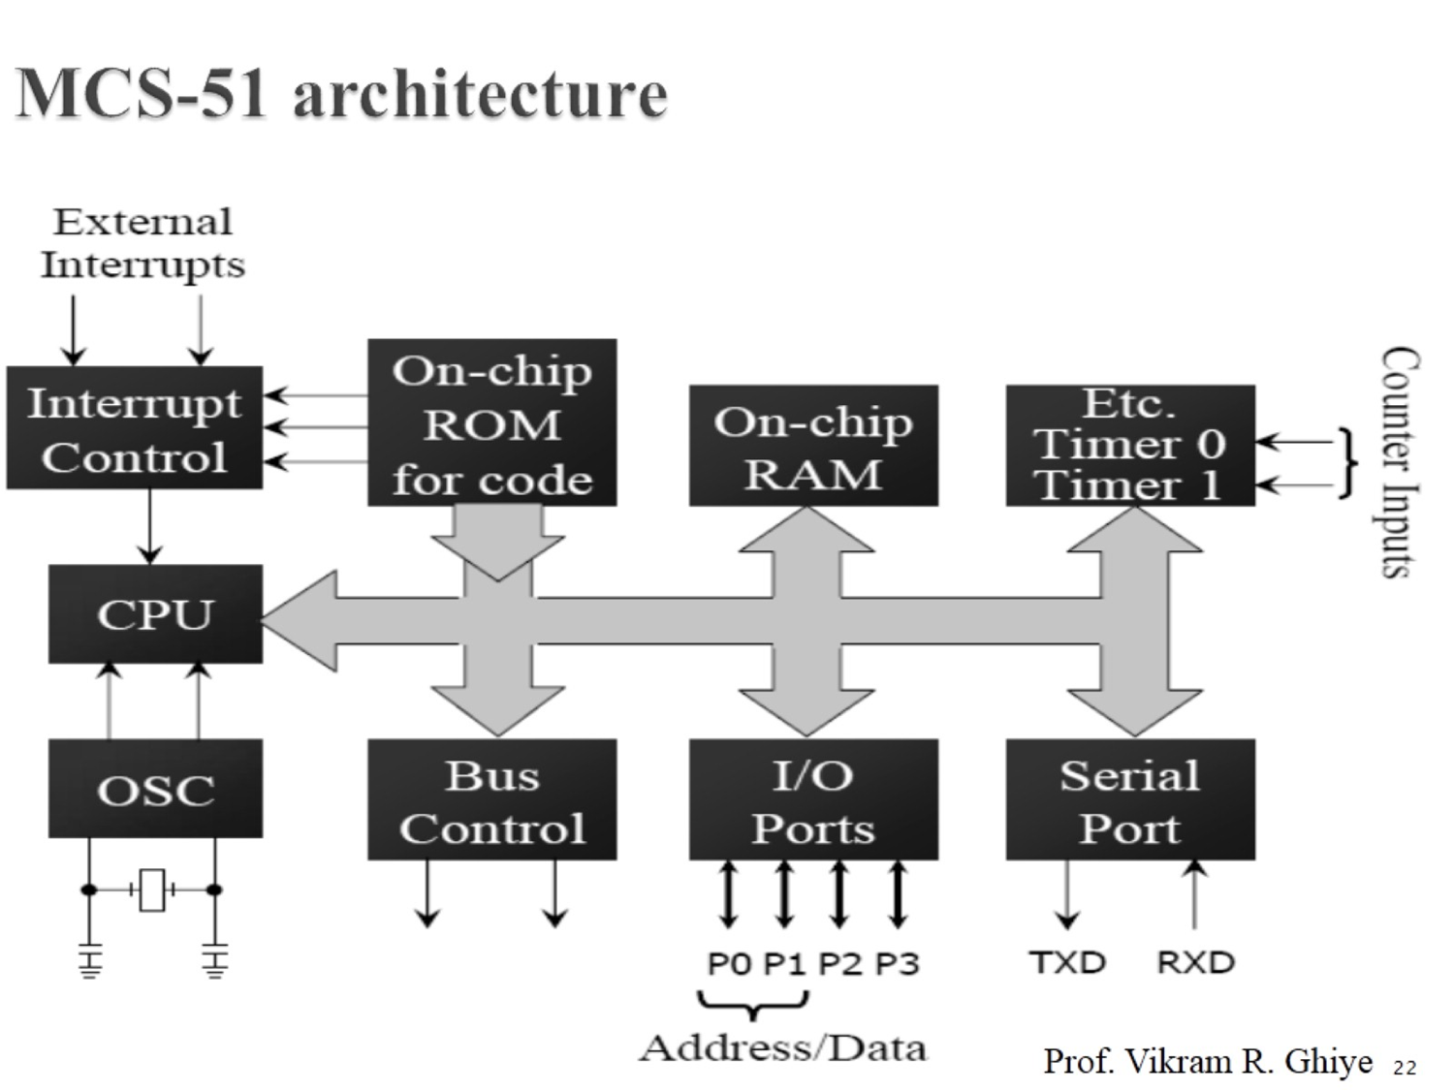 MCS-51 architecture
External
Interrupts
Interrupt
Control
On-chip
ROM
for code
On-chip
RAM
Etc.
Timer 0
Timer 1
Counter Inputs
CPU
OSC
Bus
Control
I/O
Ports
Serial
Port
P0 P1 P2 P3
TXD RXD
Address/Data
Prof. Vikram R. Ghiye 22